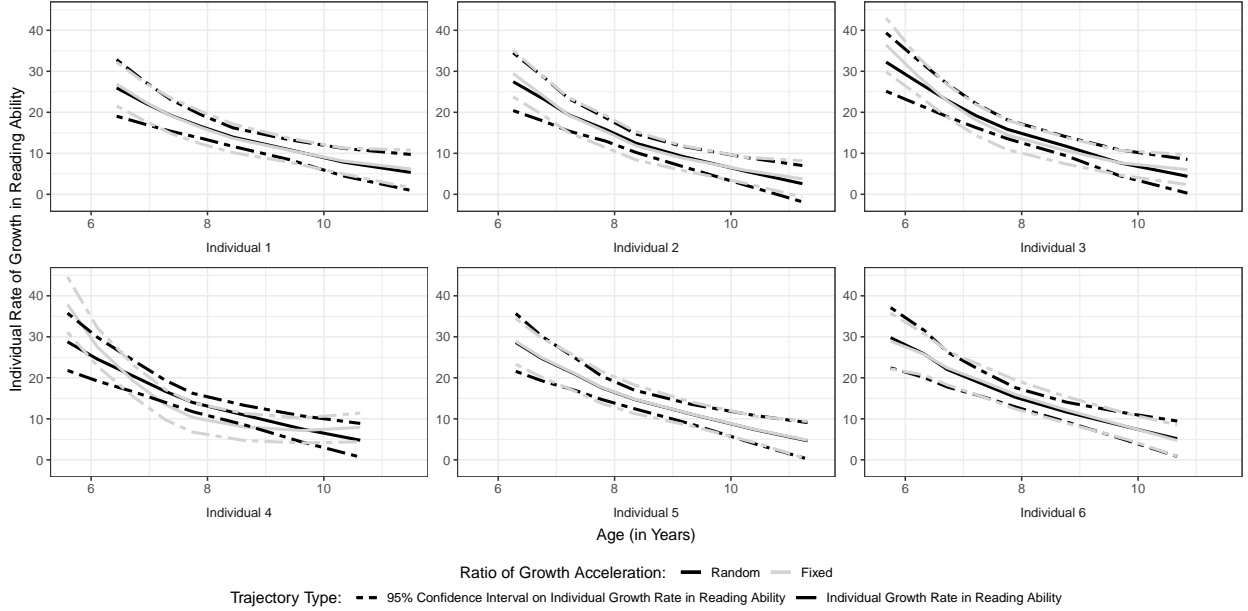 Individual Rate of Growth in Reading Ability
40
30
20
10
0
6 8 10
Individual 1
6 8 10
Individual 2
40
30
20
10
0
6 8 10
Individual 3
40
30
20
10
0
6 8 10
Individual 4
40
30
20
10
0
6 8 10
Individual 5
40
30
20
10
0
6 8 10
Individual 6
40
30
20
10
0
Age (in Years)
Ratio of Growth Acceleration: Random Fixed
Trajectory Type: 95% Confidence Interval on Individual Growth Rate in Reading Ability Individual Growth Rate in Reading Ability